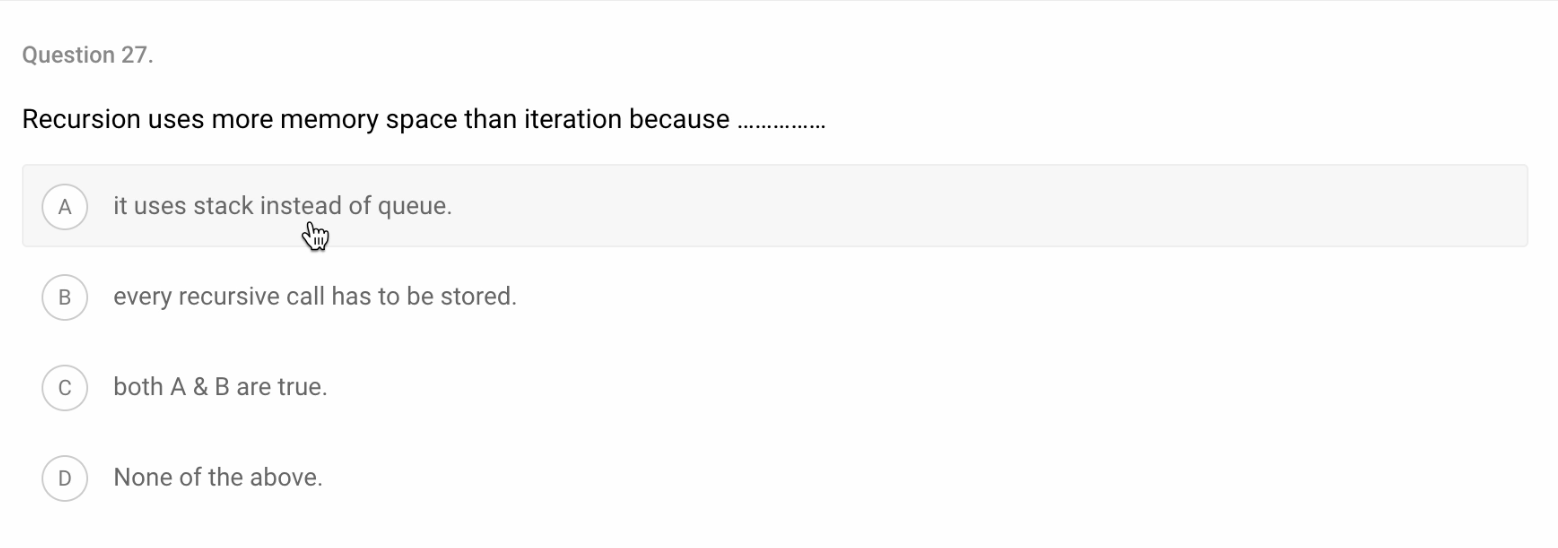 Question 27.
Recursion uses more memory space than iteration because ...............
A it uses stack instead of queue.
B every recursive call has to be stored.
C both A & B are true.
D None of the above.